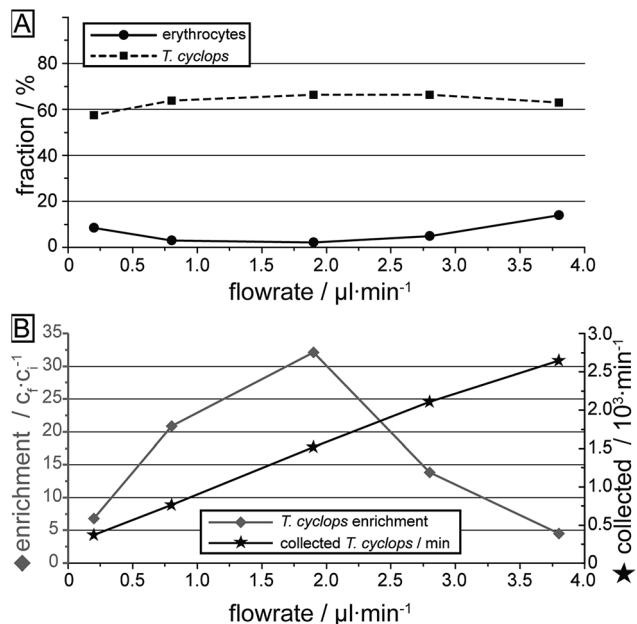 A
erythrocytes
T. cyclops
fraction / %
80
60
40
20
0
0 0.5 1.0 1.5 2.0 2.5 3.0 3.5 4.0
flowrate / µl·min⁻¹
B
T. cyclops enrichment
collected T. cyclops / min
enrichment / c_f·c_i⁻¹
35
30
25
20
15
10
5
0
collected / 10³·min⁻¹
3.0
2.5
2.0
1.5
1.0
0.5
0
0 0.5 1.0 1.5 2.0 2.5 3.0 3.5 4.0
flowrate / µl·min⁻¹